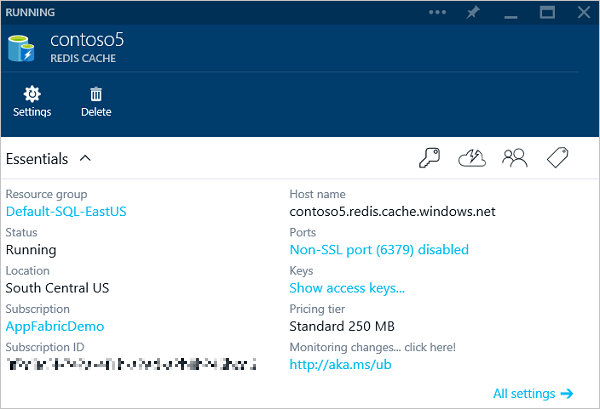 RUNNING
contoso5
REDIS CACHE
Settings
Delete
Essentials
Resource group
Default-SQL-EastUS
Status
Running
Location
South Central US
Subscription
AppFabricDemo
Subscription ID
Host name
contoso5.redis.cache.windows.net
Ports
Non-SSL port (6379) disabled
Keys
Show access keys...
Pricing tier
Standard 250 MB
Monitoring changes... click here!
http://aka.ms/ub
All settings